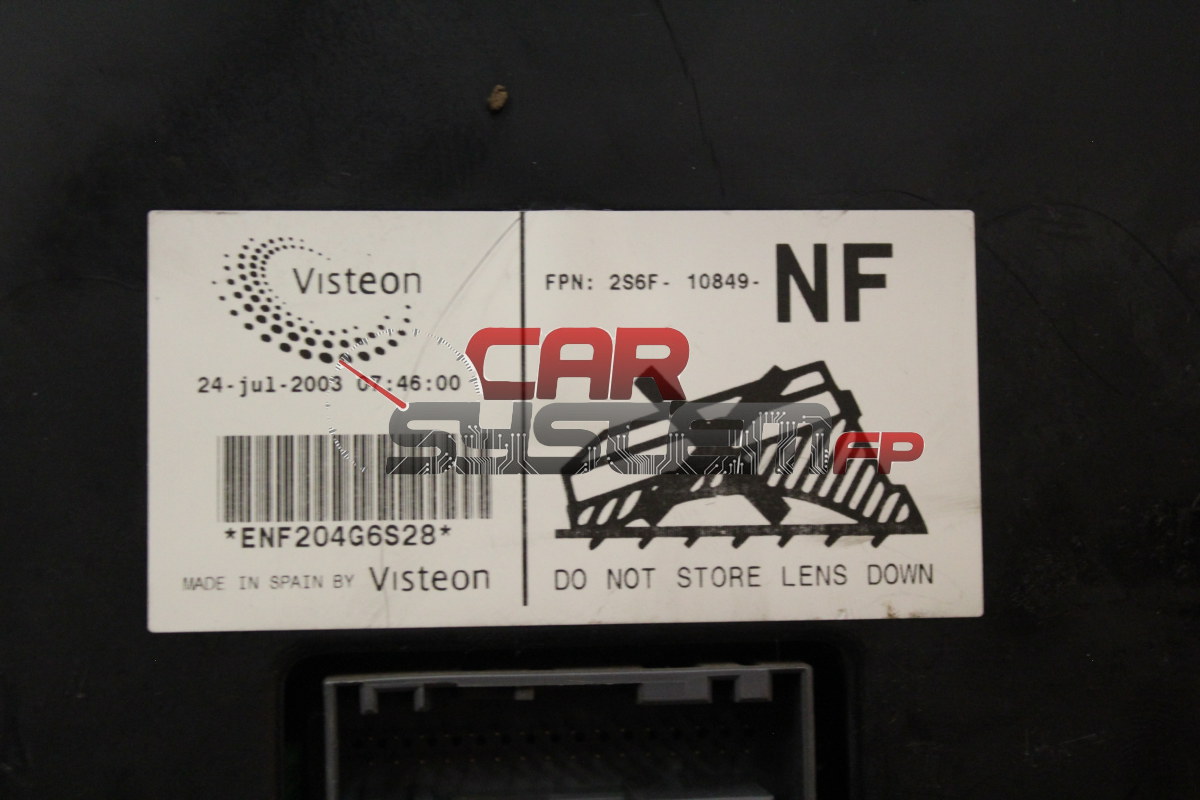 Visteon
24-jul-2003 07:46:00
*ENF204G6S28*
MADE IN SPAIN BY Visteon
FPN: 2S6F- 10849- NF
CAR
SYSTEM FP
DO NOT STORE LENS DOWN